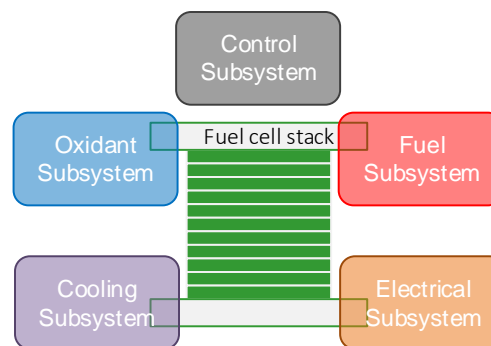 Control
Subsystem
Oxidant
Subsystem
Fuel cell stack
Fuel
Subsystem
Cooling
Subsystem
Electrical
Subsystem